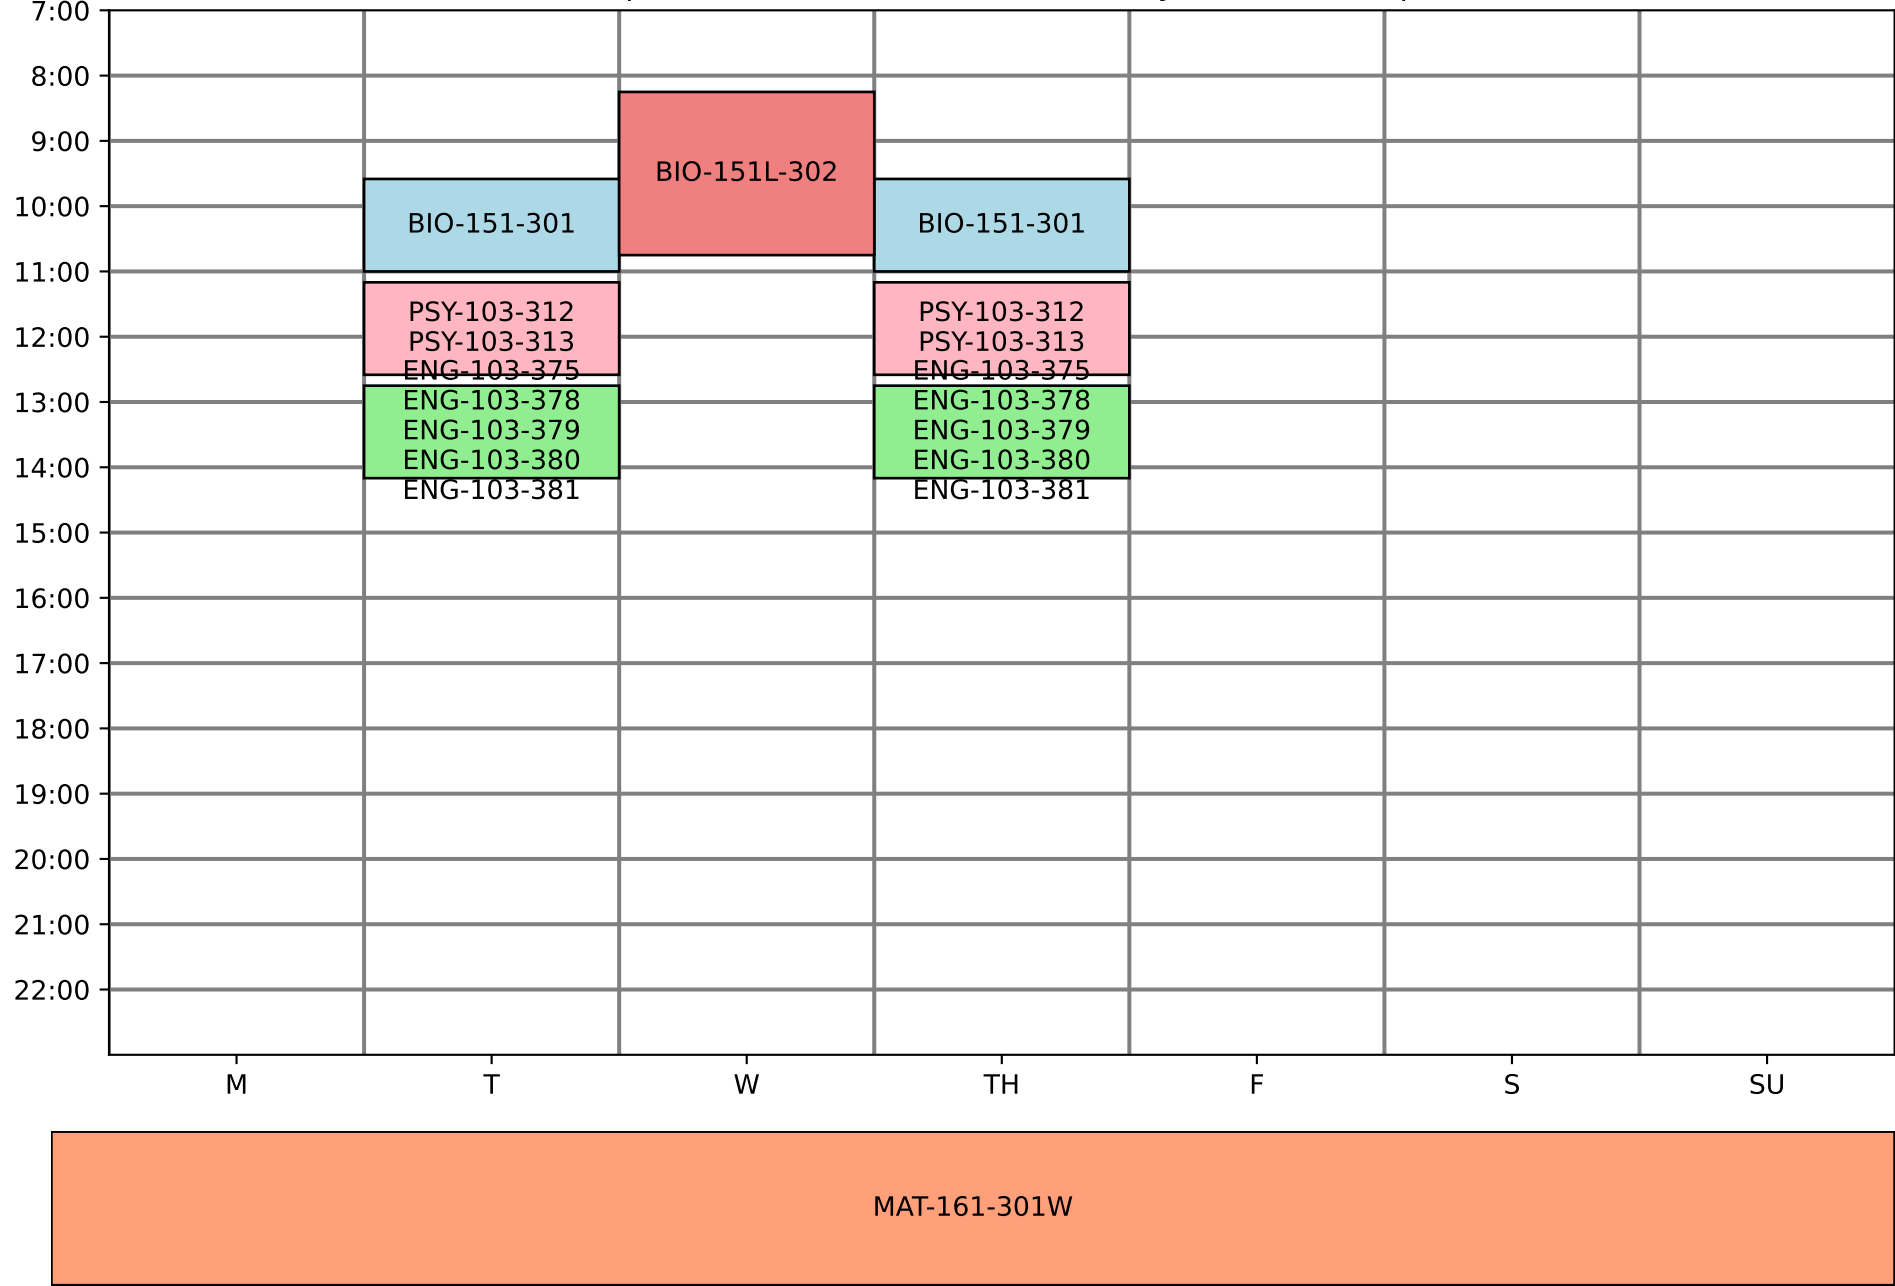 7:00
8:00
9:00
10:00
11:00
12:00
13:00
14:00
15:00
16:00
17:00
18:00
19:00
20:00
21:00
22:00
BIO-151-301
PSY-103-312
PSY-103-313
ENG-103-375
ENG-103-378
ENG-103-379
ENG-103-380
ENG-103-381
BIO-151L-302
BIO-151-301
PSY-103-312
PSY-103-313
ENG-103-375
ENG-103-378
ENG-103-379
ENG-103-380
ENG-103-381
M T W TH F S SU
MAT-161-301W